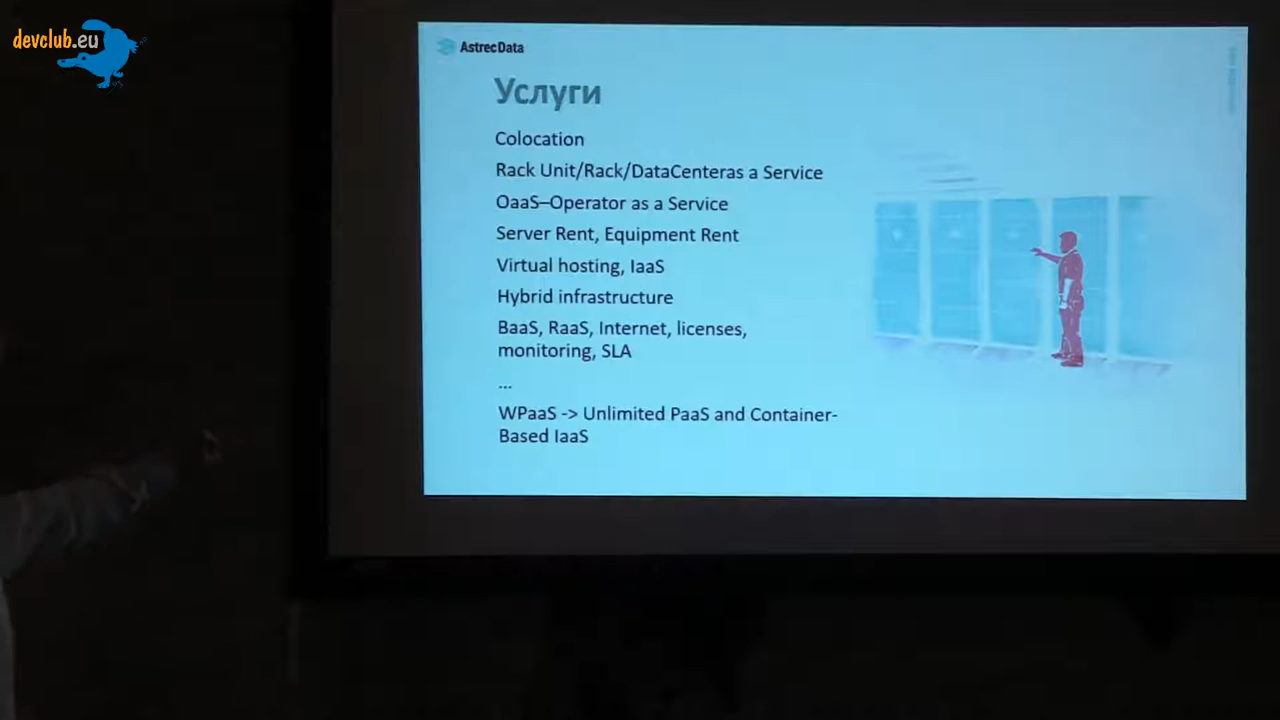 devclub.eu
AstrecData
Услуги
Colocation
Rack Unit/Rack/DataCenteras a Service
OaaS–Operator as a Service
Server Rent, Equipment Rent
Virtual hosting, IaaS
Hybrid infrastructure
BaaS, RaaS, Internet, licenses,
monitoring, SLA
...
WPaaS -> Unlimited PaaS and Container-
Based IaaS